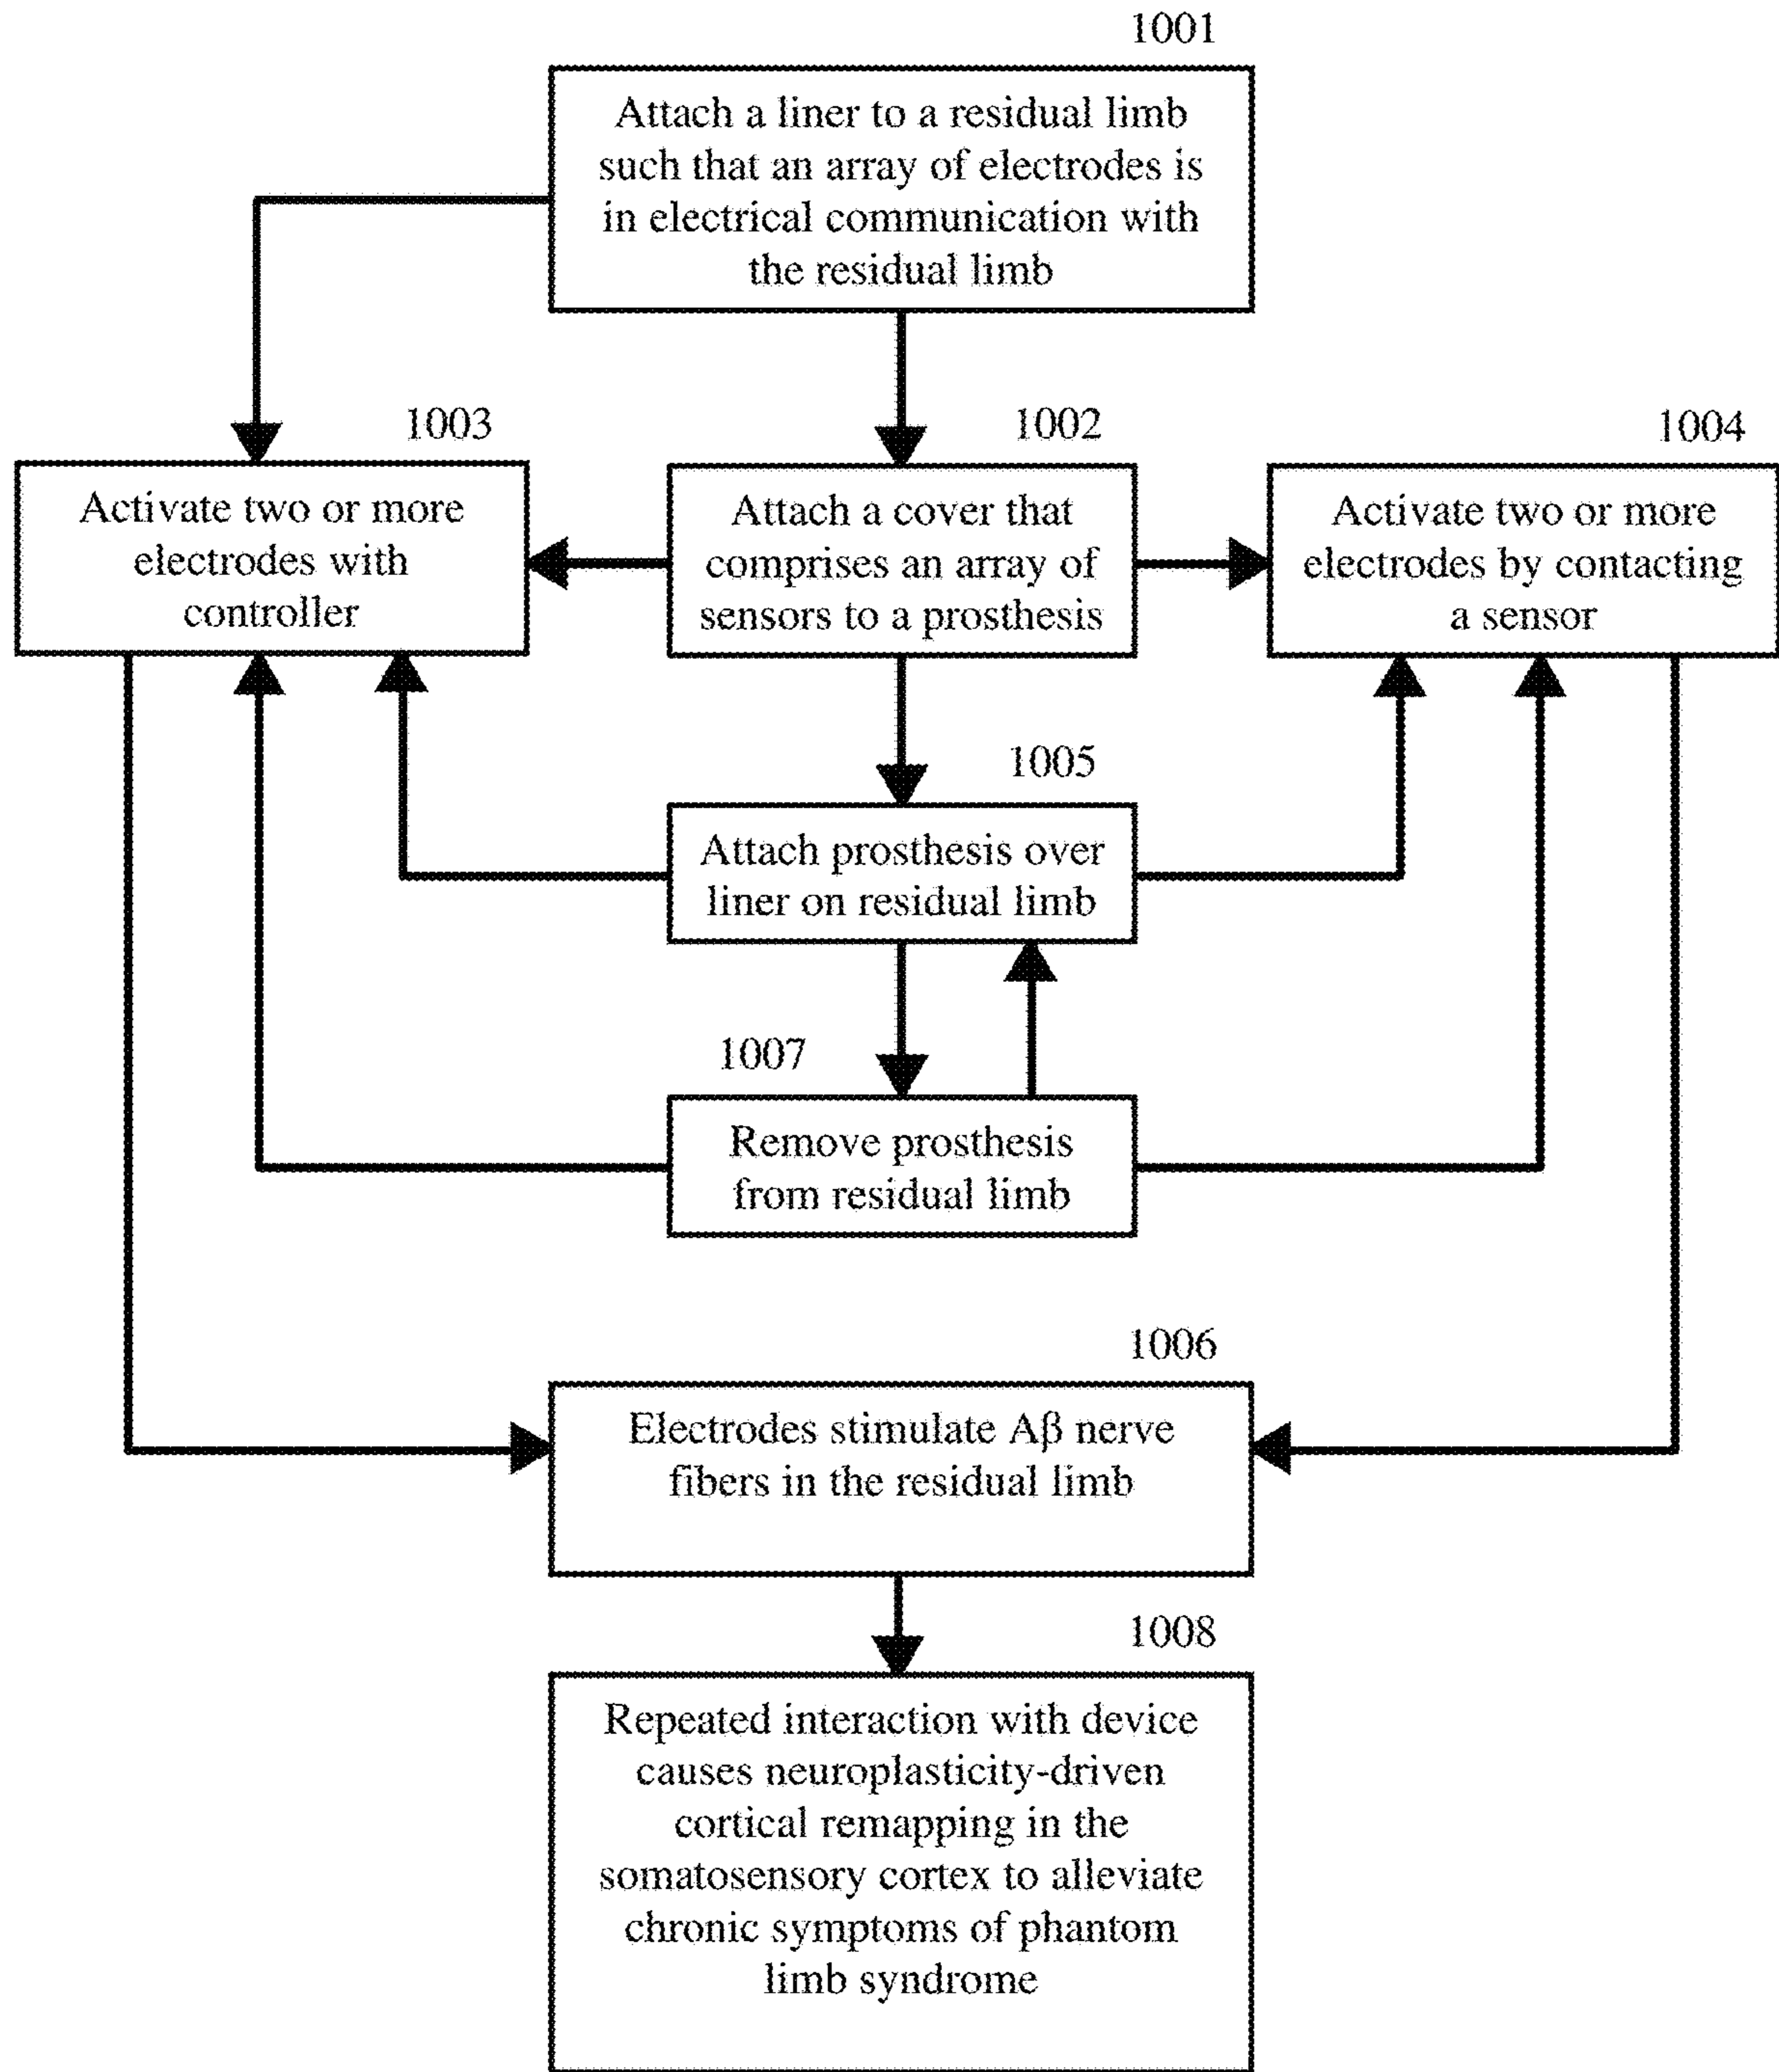 1001
Attach a liner to a residual limb
such that an array of electrodes is
in electrical communication with
the residual limb
1003
Activate two or more
electrodes with
controller
1002
Attach a cover that
comprises an array of
sensors to a prosthesis
1004
Activate two or more
electrodes by contacting
a sensor
1005
Attach prosthesis over
liner on residual limb
1007
Remove prosthesis
from residual limb
1006
Electrodes stimulate Aβ nerve
fibers in the residual limb
1008
Repeated interaction with device
causes neuroplasticity-driven
cortical remapping in the
somatosensory cortex to alleviate
chronic symptoms of phantom
limb syndrome